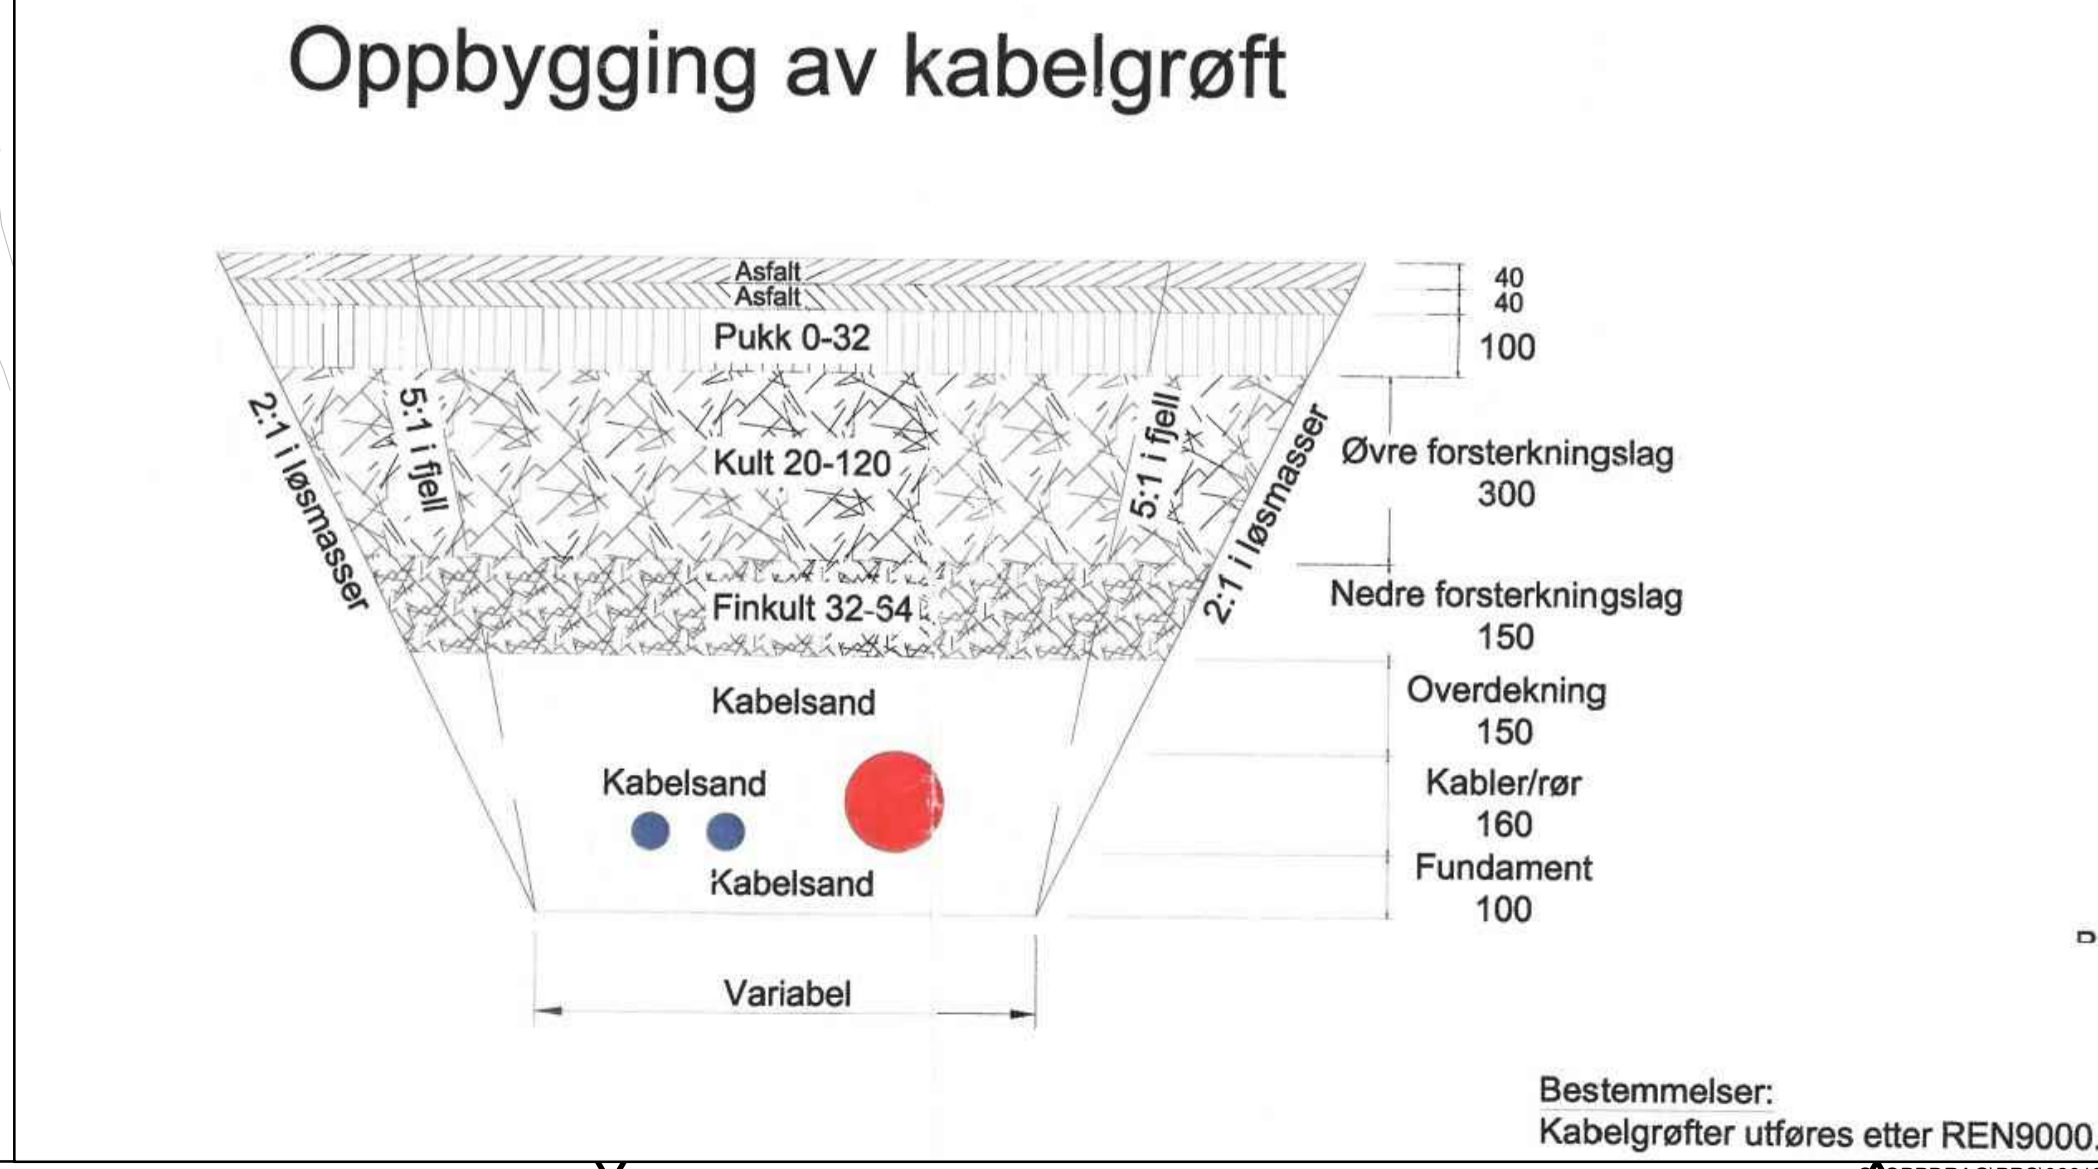 Oppbygging av kabelgrøft
Asfalt
40
Asfalt
40
Pukk 0-32
100
2:1 i løsmasser
5:1 i fjell
Kult 20-120
5:1 i fjell
2:1 i løsmasser
Øvre forsterkningslag
300
Finkult 32-54
Nedre forsterkningslag
150
Kabelsand
Overdekning
150
Kabelsand
Kabler/rør
160
Kabelsand
Fundament
100
Variabel
Bestemmelser:
Kabelgrøfter utføres etter REN9000.